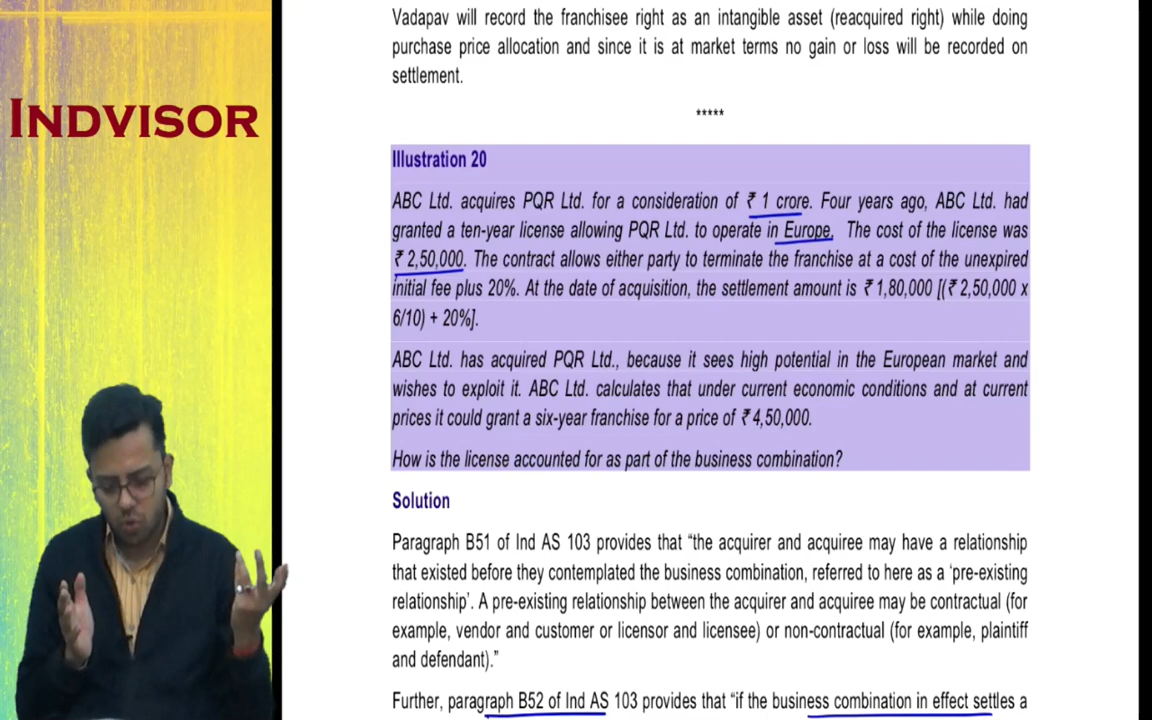 Vadapav will record the franchisee right as an intangible asset (reacquired right) while doing
purchase price allocation and since it is at market terms no gain or loss will be recorded on
settlement.
*****
INDVISOR
Illustration 20
ABC Ltd. acquires PQR Ltd. for a consideration of ₹ 1 crore. Four years ago, ABC Ltd. had
granted a ten-year license allowing PQR Ltd. to operate in Europe. The cost of the license was
₹ 2,50,000. The contract allows either party to terminate the franchise at a cost of the unexpired
initial fee plus 20%. At the date of acquisition, the settlement amount is ₹ 1,80,000 [(₹ 2,50,000 x
6/10) + 20%].
ABC Ltd. has acquired PQR Ltd., because it sees high potential in the European market and
wishes to exploit it. ABC Ltd. calculates that under current economic conditions and at current
prices it could grant a six-year franchise for a price of ₹ 4,50,000.
How is the license accounted for as part of the business combination?
Solution
Paragraph B51 of Ind AS 103 provides that “the acquirer and acquiree may have a relationship
that existed before they contemplated the business combination, referred to here as a ‘pre-existing
relationship’. A pre-existing relationship between the acquirer and acquiree may be contractual (for
example, vendor and customer or licensor and licensee) or non-contractual (for example, plaintiff
and defendant).”
Further, paragraph B52 of Ind AS 103 provides that “if the business combination in effect settles a